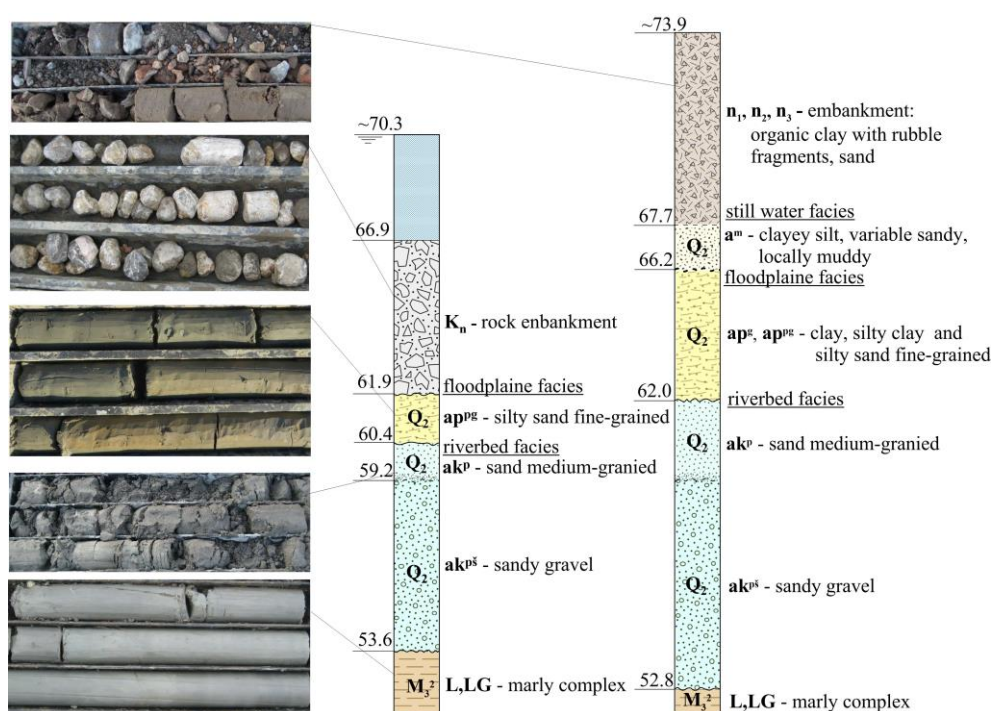 ~73.9
n₁, n₂, n₃ - embankment:
organic clay with rubble
fragments, sand
67.7
still water facies
Q₂
aᵐ - clayey silt, variable sandy,
locally muddy
66.2
floodplaine facies
Q₂
apᵍ, apᵖᵍ - clay, silty clay and
silty sand fine-grained
62.0
riverbed facies
Q₂
akᵖ - sand medium-granied
Q₂
akᵖˢ̌ - sandy gravel
52.8
M₃²
L,LG - marly complex
~70.3
66.9
Kₙ - rock enbankment
61.9
floodplaine facies
Q₂
apᵖᵍ - silty sand fine-grained
60.4
riverbed facies
Q₂
akᵖ - sand medium-granied
59.2
Q₂
akᵖˢ̌ - sandy gravel
53.6
M₃²
L,LG - marly complex